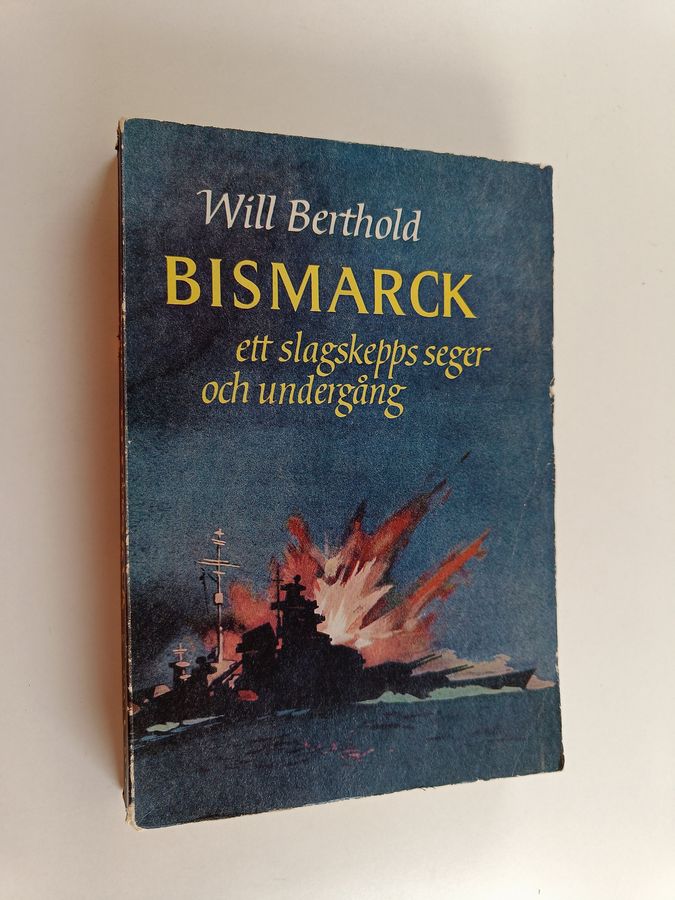 Will Berthold
BISMARCK
ett slagskepps seger
och undergång